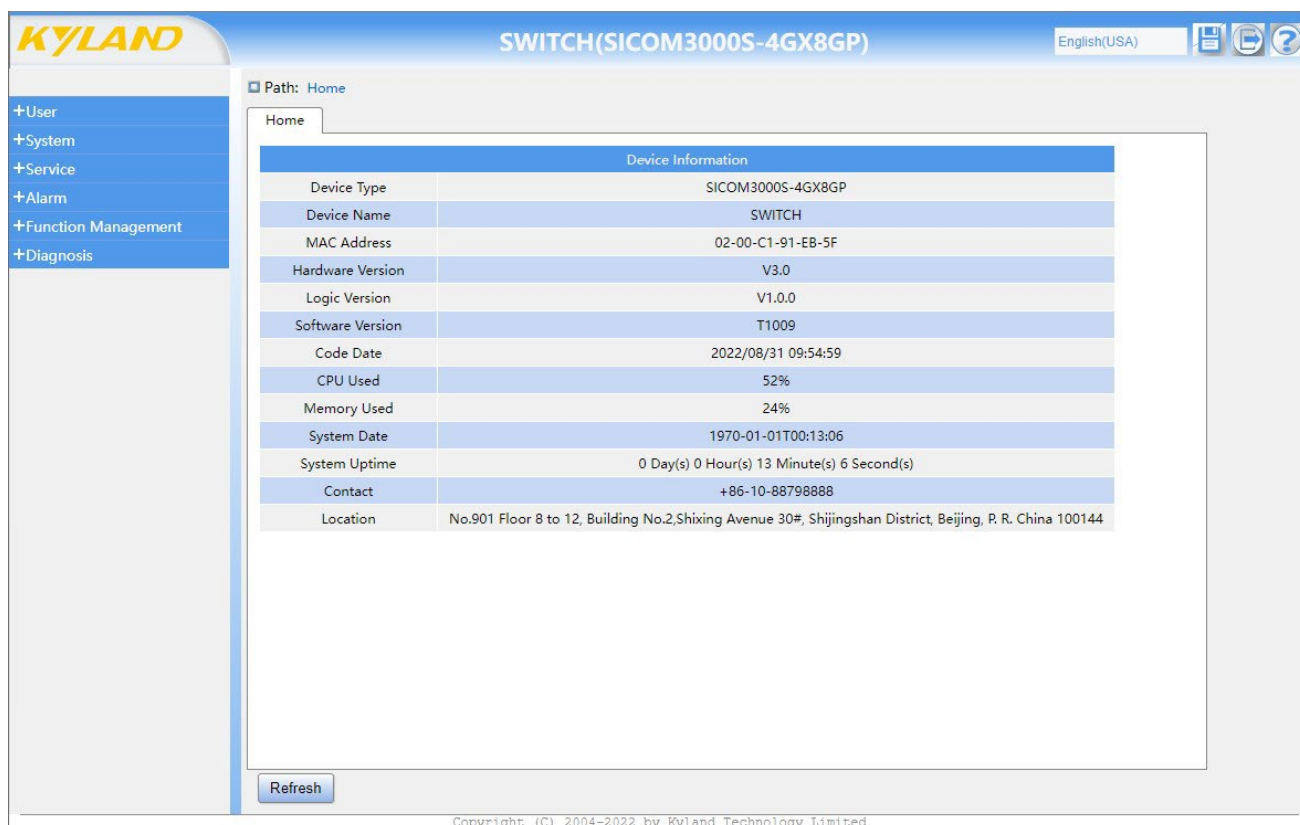 KYLAND
SWITCH(SICOM3000S-4GX8GP)
English(USA)
Path: Home
+User
+System
+Service
+Alarm
+Function Management
+Diagnosis
Home
Device Information
Device Type SICOM3000S-4GX8GP
Device Name SWITCH
MAC Address 02-00-C1-91-EB-5F
Hardware Version V3.0
Logic Version V1.0.0
Software Version T1009
Code Date 2022/08/31 09:54:59
CPU Used 52%
Memory Used 24%
System Date 1970-01-01T00:13:06
System Uptime 0 Day(s) 0 Hour(s) 13 Minute(s) 6 Second(s)
Contact +86-10-88798888
Location No.901 Floor 8 to 12, Building No.2,Shixing Avenue 30#, Shijingshan District, Beijing, P. R. China 100144
Refresh
Copyright (C) 2004-2022 by Kyland Technology Limited